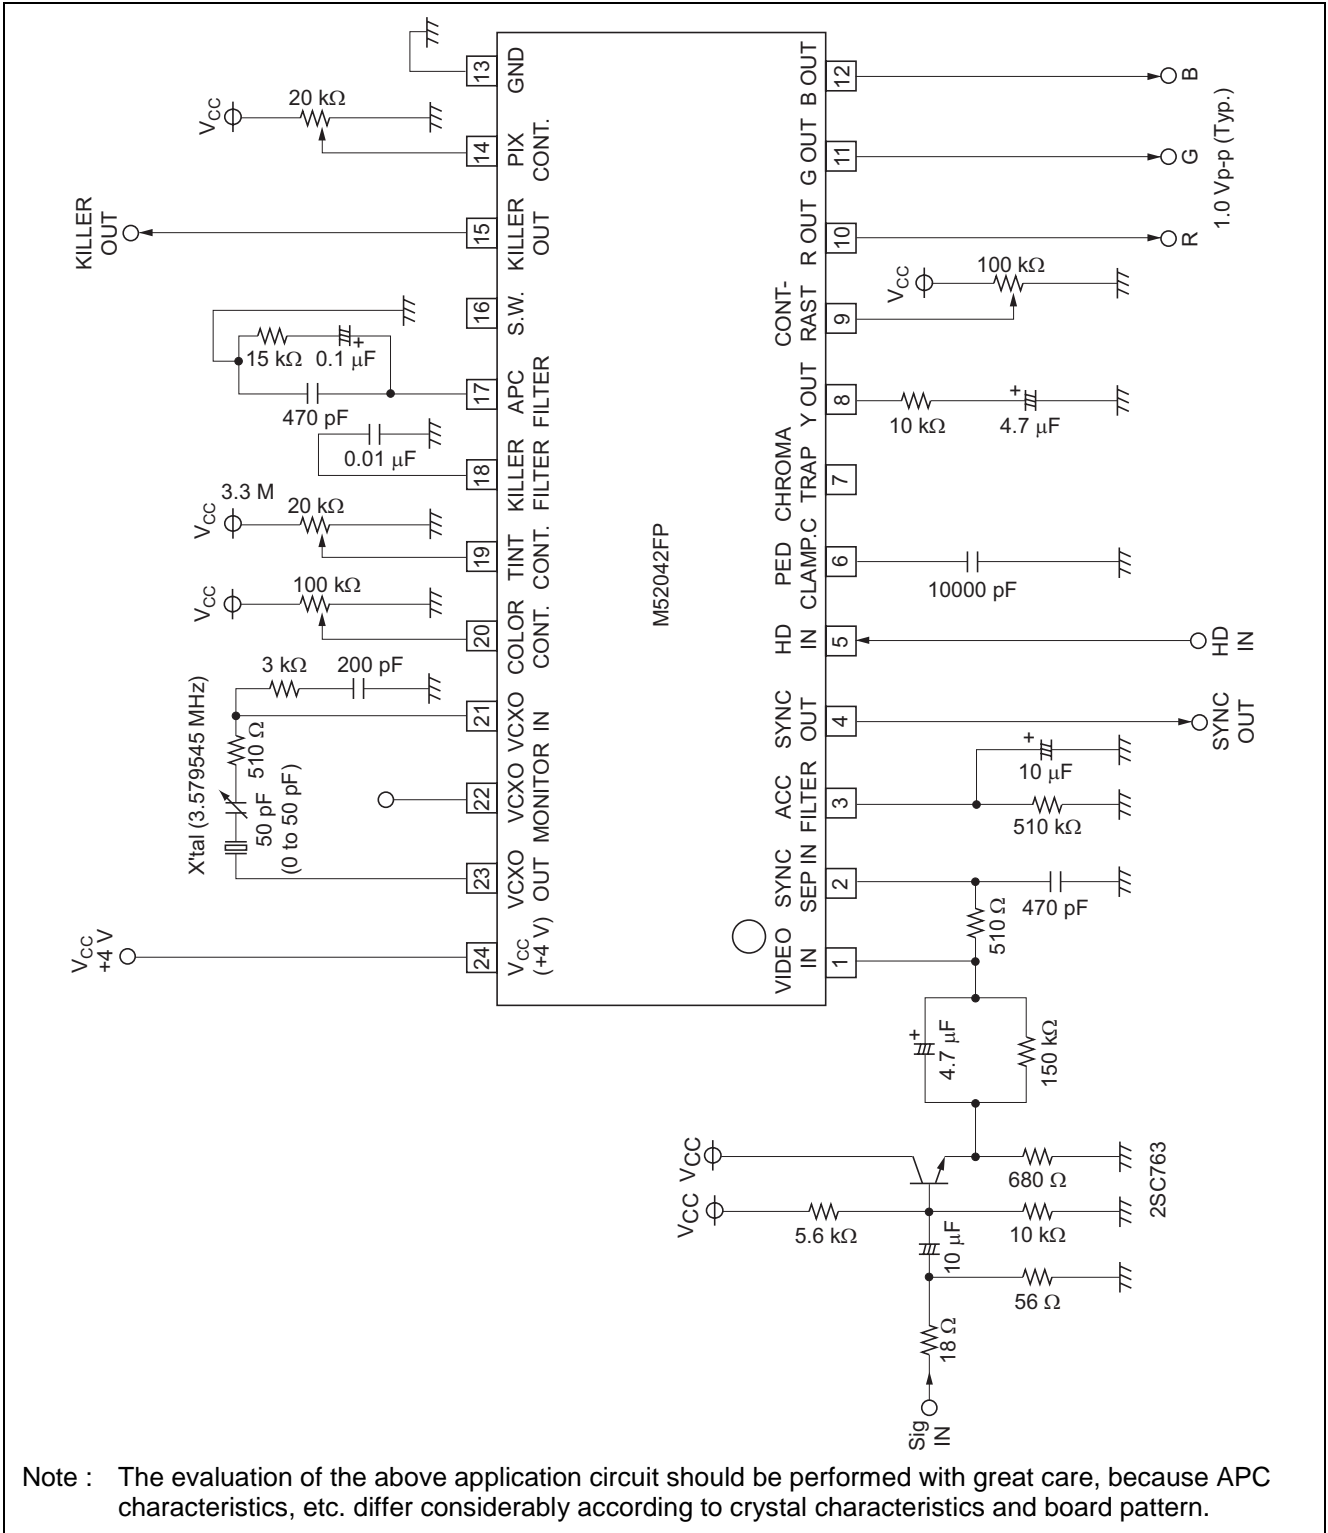 13
GND
20 kΩ
VCC
14
PIX
CONT.
KILLER
OUT
15
KILLER
OUT
16
S.W.
15 kΩ
0.1 µF
+
470 pF
17
APC
FILTER
0.01 µF
18
KILLER
FILTER
3.3 M
VCC
20 kΩ
19
TINT
CONT.
VCC
100 kΩ
20
COLOR
CONT.
3 kΩ
200 pF
21
VCXO
IN
X'tal (3.579545 MHz)
510 Ω
50 pF
(0 to 50 pF)
22
VCXO
MONITOR
23
VCXO
OUT
VCC
+4 V
24
VCC
(+4 V)
M52042FP
B OUT
12
B
G OUT
11
G
1.0 Vp-p (Typ.)
R OUT
10
R
VCC
100 kΩ
CONT-
RAST
9
Y OUT
8
10 kΩ
+
4.7 µF
CHROMA
TRAP
7
PED
CLAMP.C
6
10000 pF
HD
IN
5
HD
IN
SYNC
OUT
4
SYNC
OUT
+
10 µF
ACC
FILTER
3
510 kΩ
SYNC
SEP IN
2
470 pF
510 Ω
VIDEO
IN
1
+
4.7 µF
150 kΩ
VCC
680 Ω
2SC763
VCC
5.6 kΩ
10 kΩ
10 µF
56 Ω
18 Ω
Sig
IN
Note : The evaluation of the above application circuit should be performed with great care, because APC
characteristics, etc. differ considerably according to crystal characteristics and board pattern.